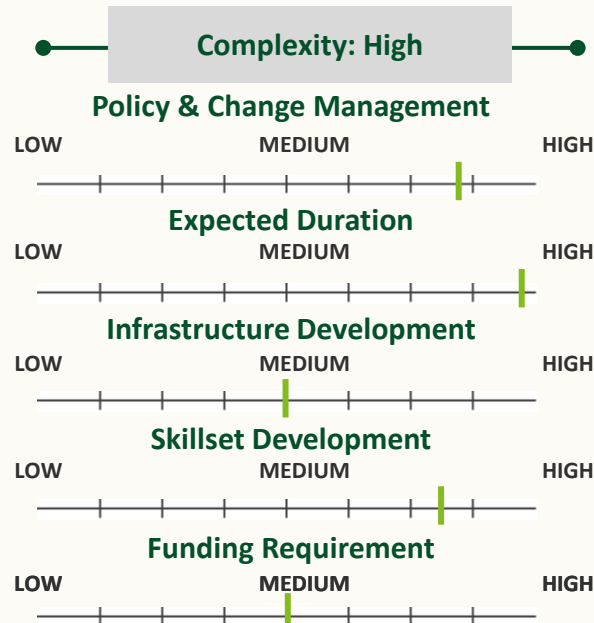 Complexity: High
Policy & Change Management
LOW MEDIUM HIGH
Expected Duration
LOW MEDIUM HIGH
Infrastructure Development
LOW MEDIUM HIGH
Skillset Development
LOW MEDIUM HIGH
Funding Requirement
LOW MEDIUM HIGH